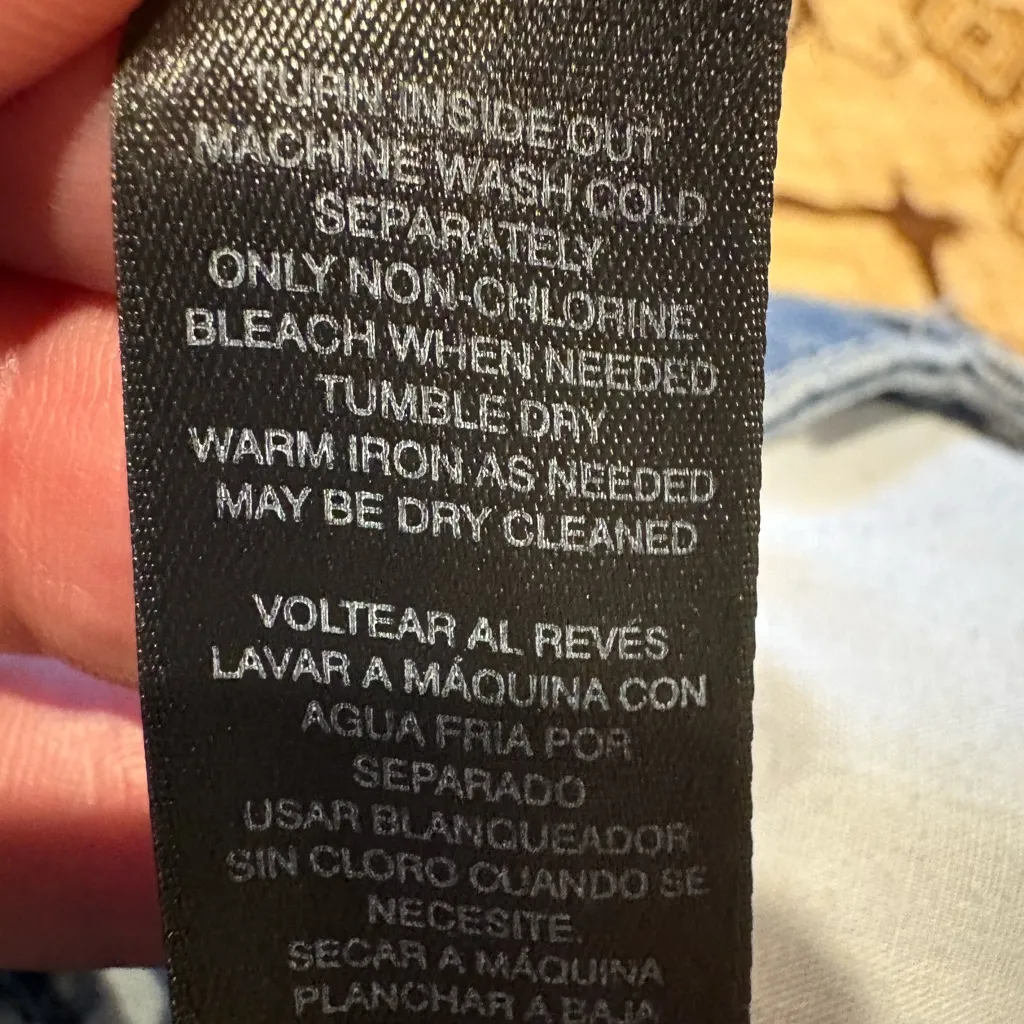 TURN INSIDE OUT
MACHINE WASH COLD
SEPARATELY
ONLY NON-CHLORINE
BLEACH WHEN NEEDED
TUMBLE DRY
WARM IRON AS NEEDED
MAY BE DRY CLEANED
VOLTEAR AL REVÉS
LAVAR A MÁQUINA CON
AGUA FRIA POR
SEPARADO
USAR BLANQUEADOR
SIN CLORO CUANDO SE
NECESITE.
SECAR A MÁQUINA
PLANCHAR A BAJA